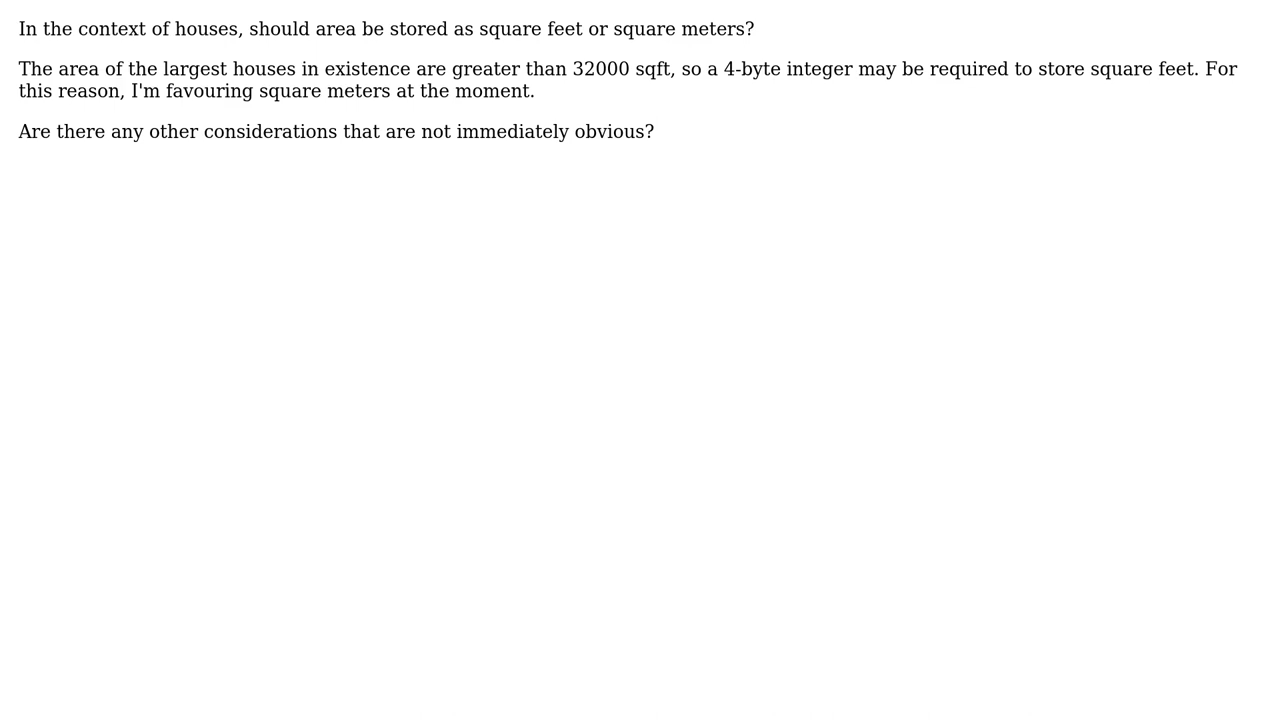 In the context of houses, should area be stored as square feet or square meters?
The area of the largest houses in existence are greater than 32000 sqft, so a 4-byte integer may be required to store square feet. For
this reason, I'm favouring square meters at the moment.
Are there any other considerations that are not immediately obvious?